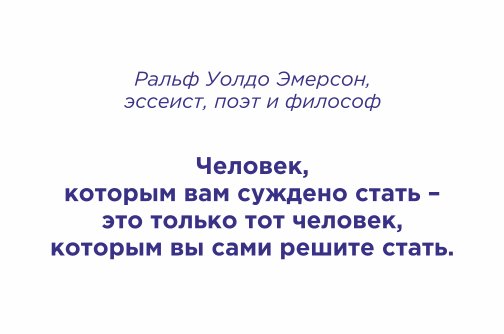 Ральф Уолдо Эмерсон,
эссеист, поэт и философ
Человек,
которым вам суждено стать –
это только тот человек,
которым вы сами решите стать.